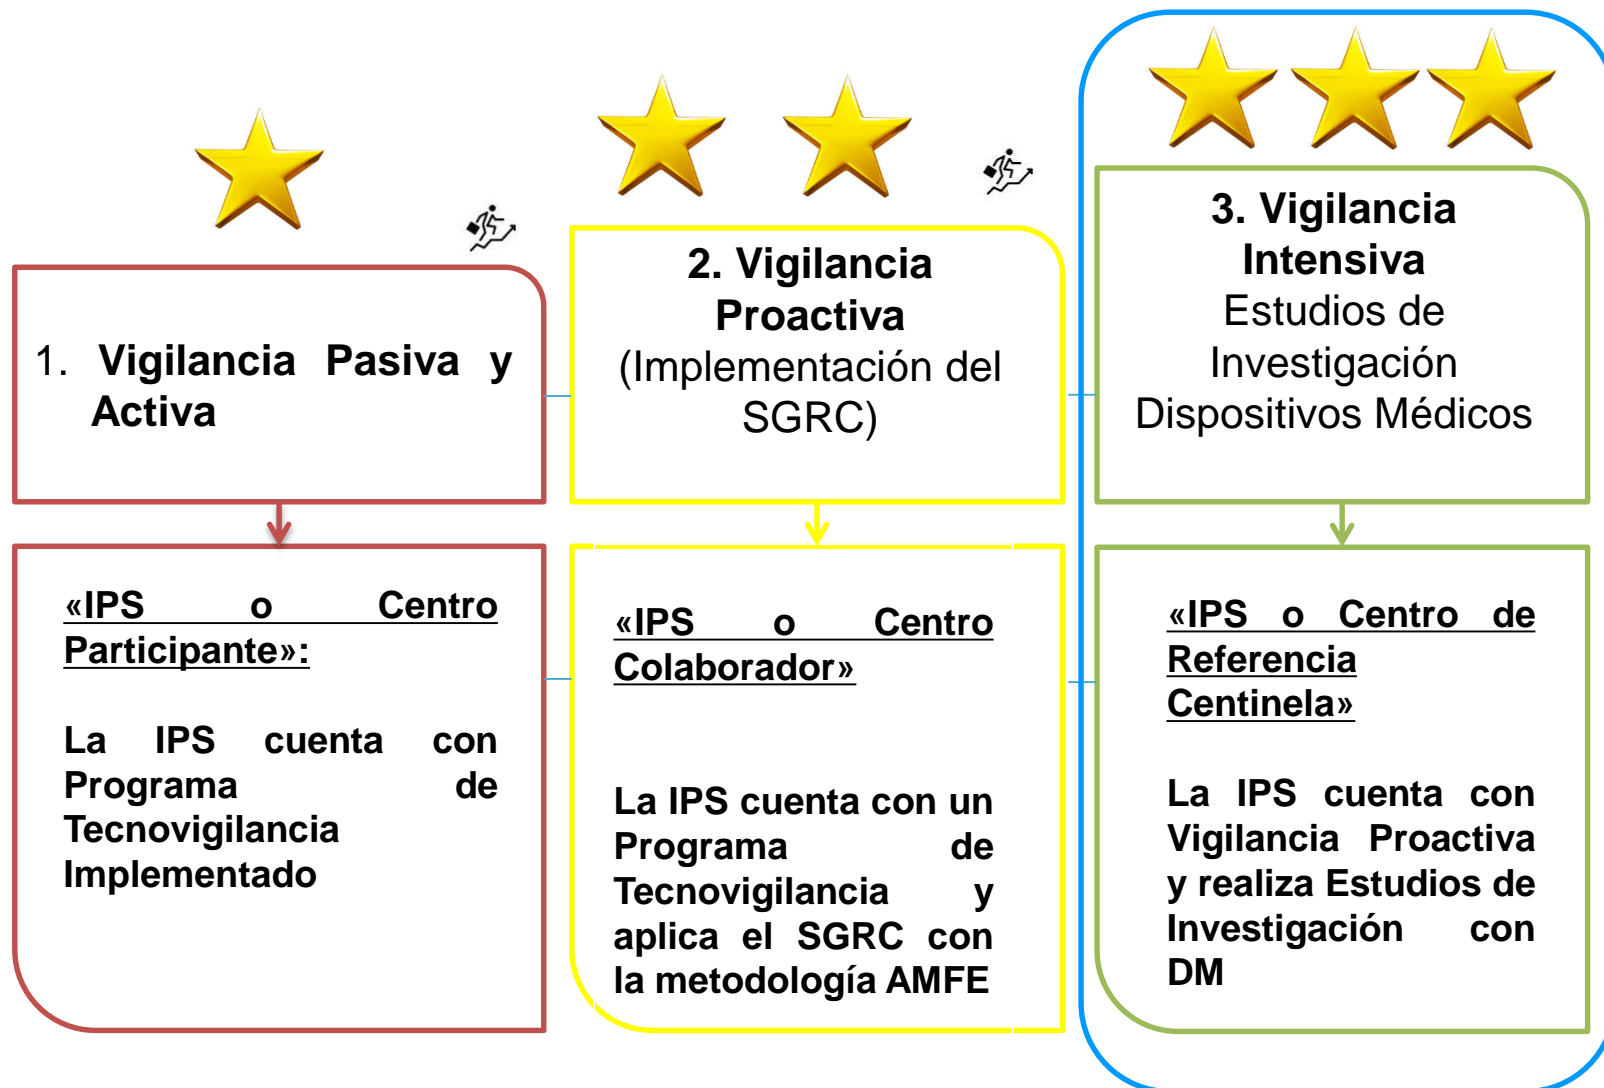 1. Vigilancia Pasiva y
Activa
2. Vigilancia
Proactiva
(Implementación del
SGRC)
3. Vigilancia
Intensiva
Estudios de
Investigación
Dispositivos Médicos
«IPS o Centro
Participante»:
La IPS cuenta con
Programa de
Tecnovigilancia
Implementado
«IPS o Centro
Colaborador»
La IPS cuenta con un
Programa de
Tecnovigilancia y
aplica el SGRC con
la metodología AMFE
«IPS o Centro de
Referencia
Centinela»
La IPS cuenta con
Vigilancia Proactiva
y realiza Estudios de
Investigación con
DM